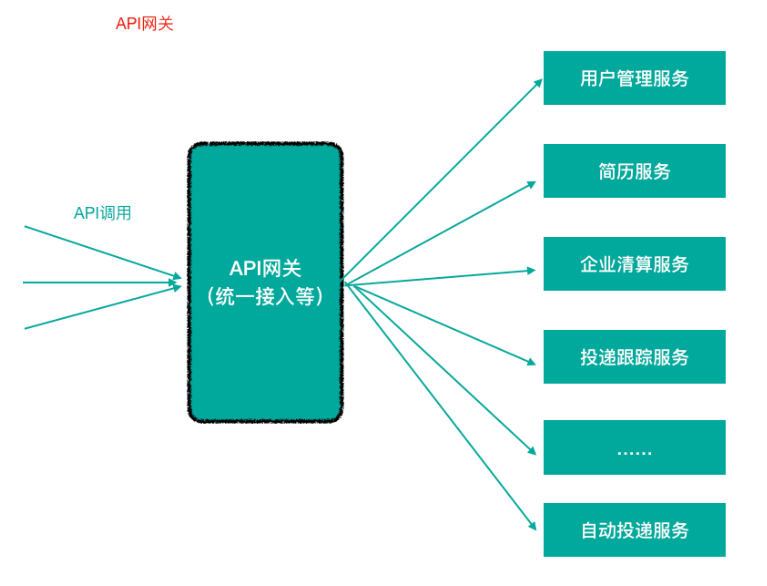 API网关
API调用
API网关
（统一接入等）
用户管理服务
简历服务
企业清算服务
投递跟踪服务
……
自动投递服务